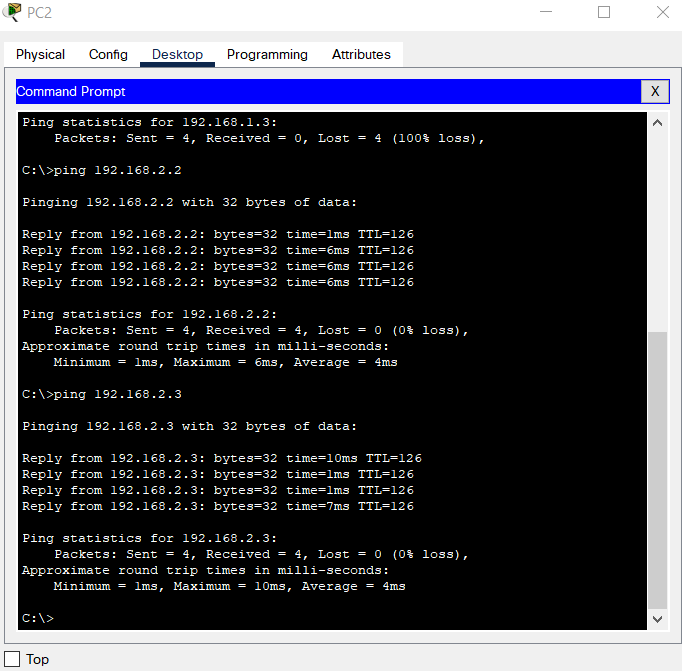 PC2
Physical Config Desktop Programming Attributes
Command Prompt X
Ping statistics for 192.168.1.3:
    Packets: Sent = 4, Received = 0, Lost = 4 (100% loss),
C:\>ping 192.168.2.2
Pinging 192.168.2.2 with 32 bytes of data:
Reply from 192.168.2.2: bytes=32 time=1ms TTL=126
Reply from 192.168.2.2: bytes=32 time=6ms TTL=126
Reply from 192.168.2.2: bytes=32 time=6ms TTL=126
Reply from 192.168.2.2: bytes=32 time=6ms TTL=126
Ping statistics for 192.168.2.2:
    Packets: Sent = 4, Received = 4, Lost = 0 (0% loss),
Approximate round trip times in milli-seconds:
    Minimum = 1ms, Maximum = 6ms, Average = 4ms
C:\>ping 192.168.2.3
Pinging 192.168.2.3 with 32 bytes of data:
Reply from 192.168.2.3: bytes=32 time=10ms TTL=126
Reply from 192.168.2.3: bytes=32 time=1ms TTL=126
Reply from 192.168.2.3: bytes=32 time=1ms TTL=126
Reply from 192.168.2.3: bytes=32 time=7ms TTL=126
Ping statistics for 192.168.2.3:
    Packets: Sent = 4, Received = 4, Lost = 0 (0% loss),
Approximate round trip times in milli-seconds:
    Minimum = 1ms, Maximum = 10ms, Average = 4ms
C:\>
Top